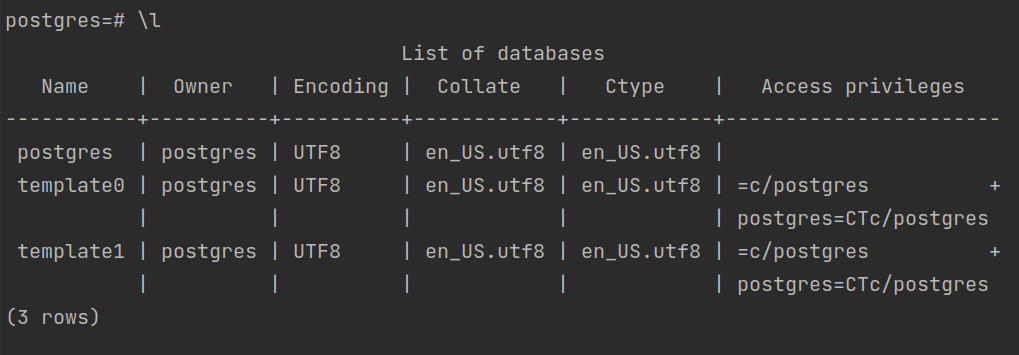 postgres=# \l
                                 List of databases
   Name    |  Owner   | Encoding |  Collate   |   Ctype    |   Access privileges
-----------+----------+----------+------------+------------+-----------------------
 postgres  | postgres | UTF8     | en_US.utf8 | en_US.utf8 |
 template0 | postgres | UTF8     | en_US.utf8 | en_US.utf8 | =c/postgres          +
           |          |          |            |            | postgres=CTc/postgres
 template1 | postgres | UTF8     | en_US.utf8 | en_US.utf8 | =c/postgres          +
           |          |          |            |            | postgres=CTc/postgres
(3 rows)